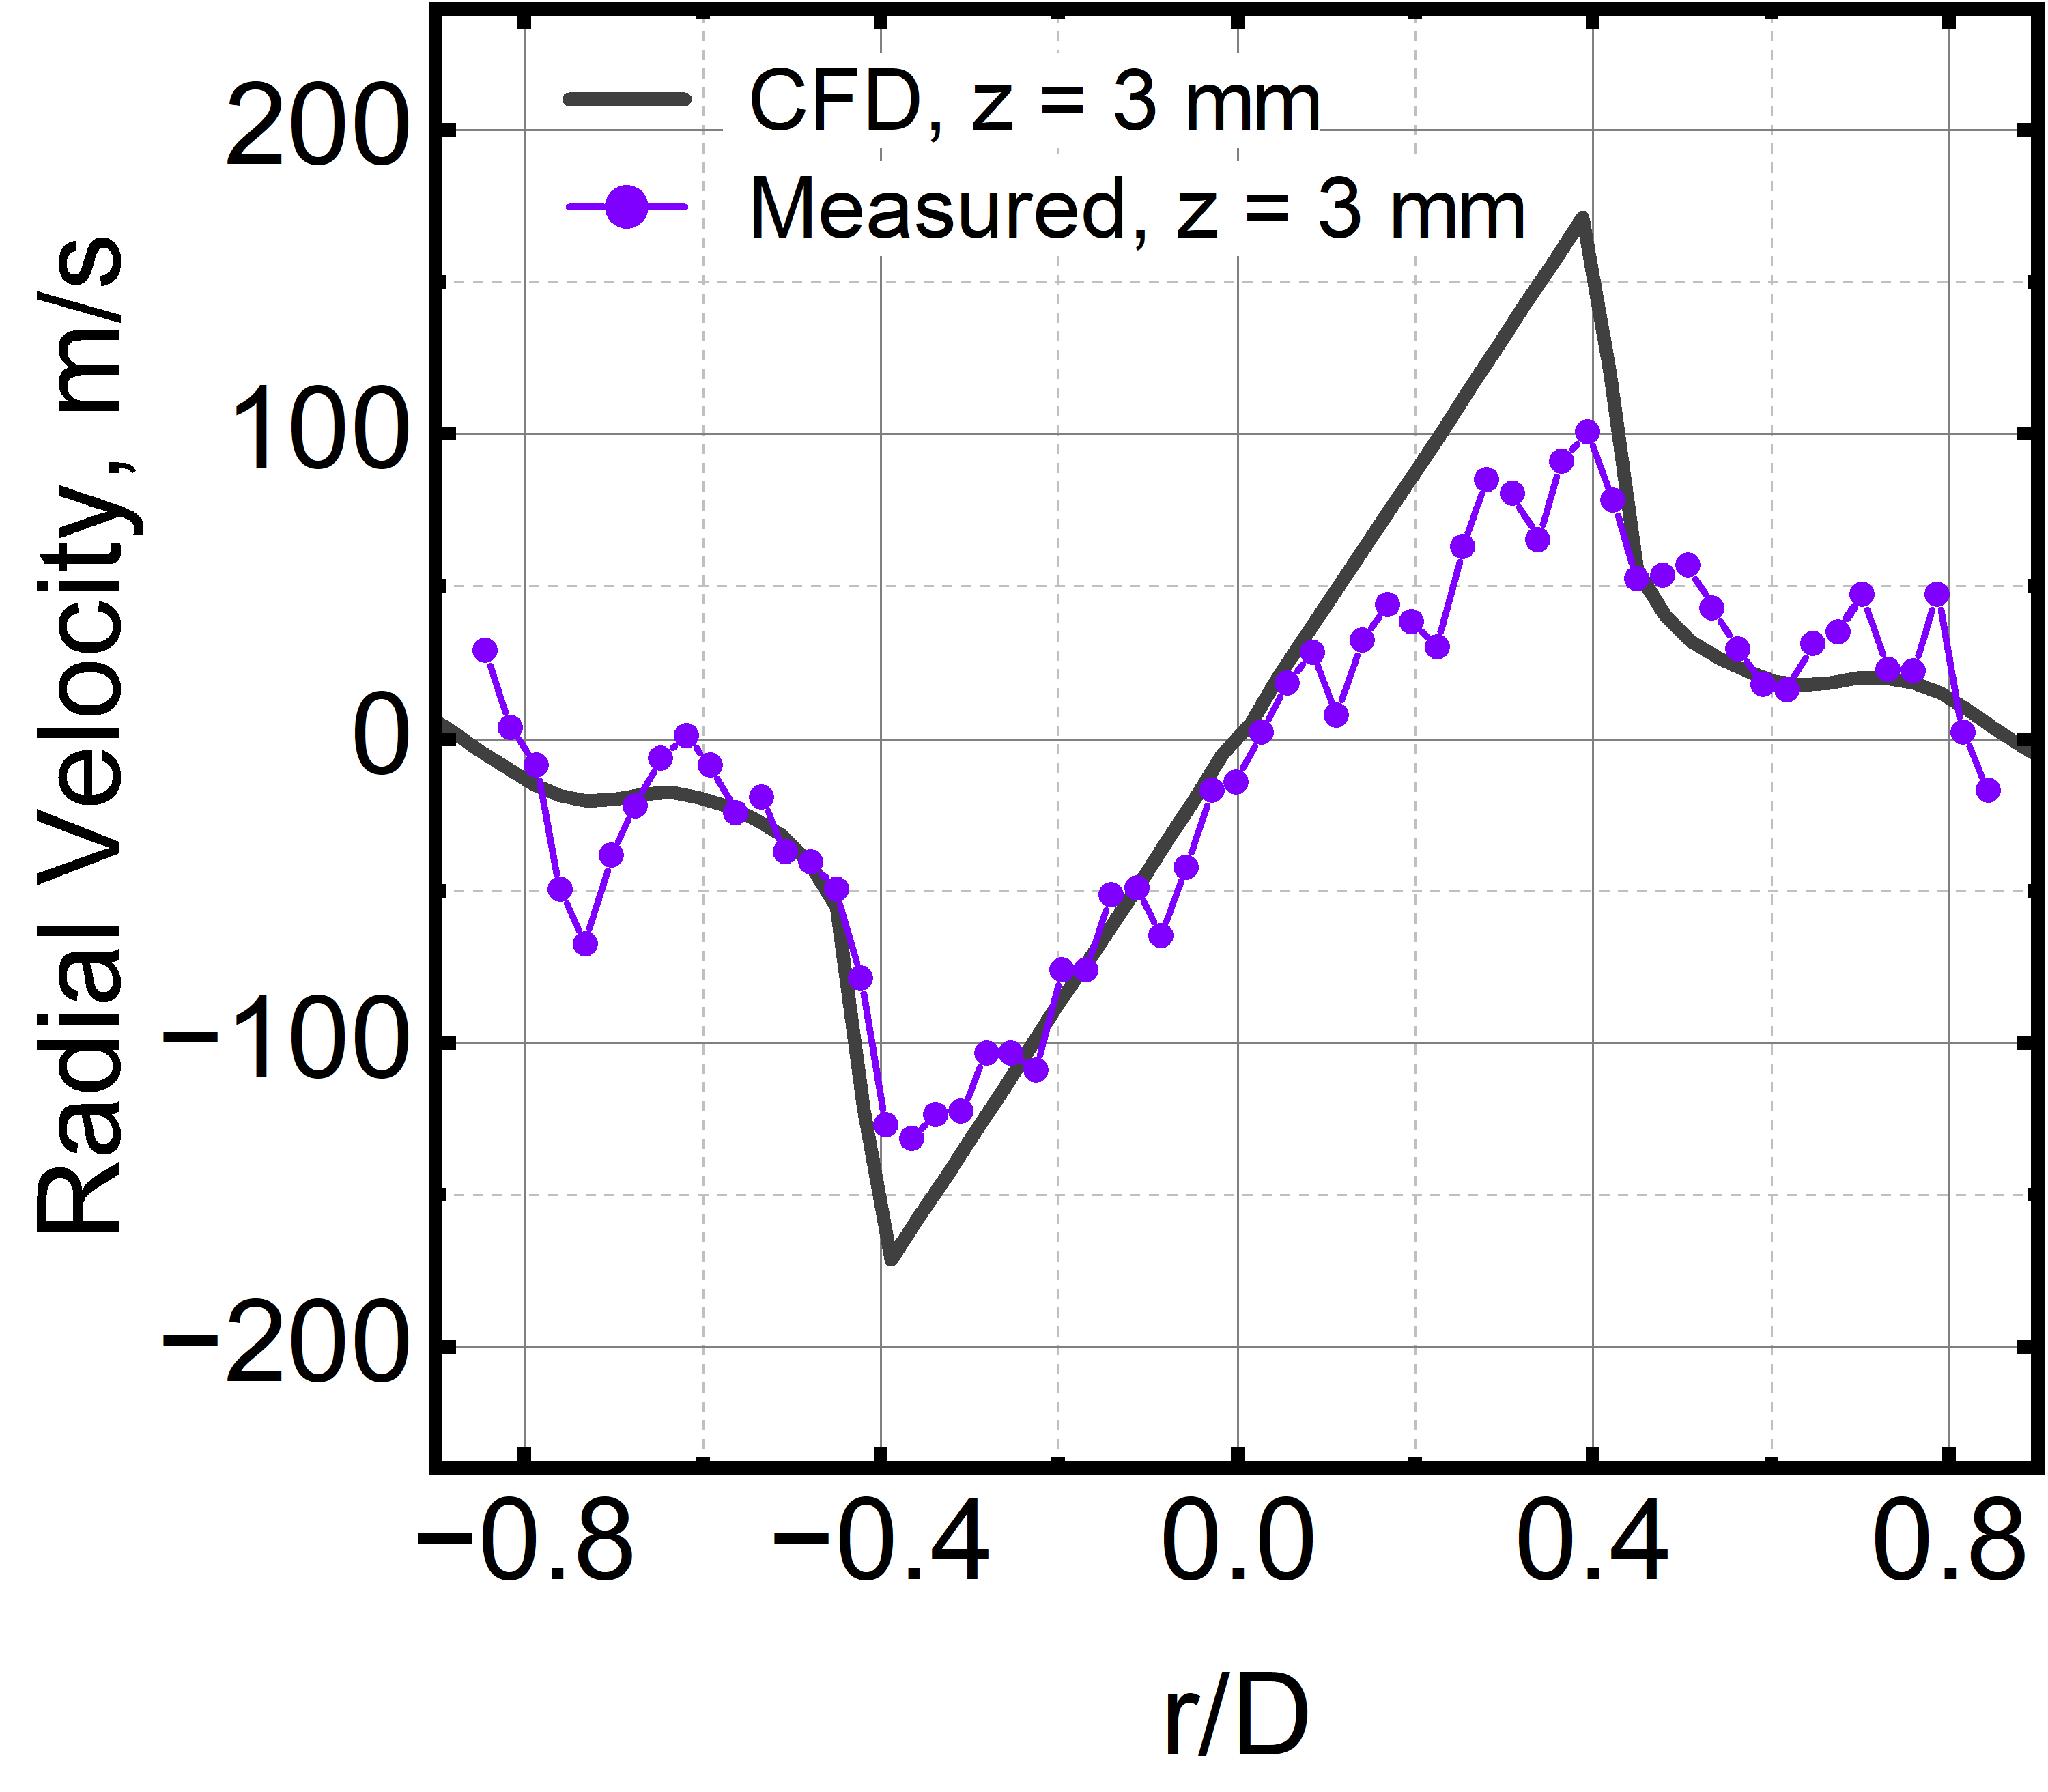 CFD, z = 3 mm
Measured, z = 3 mm
Radial Velocity, m/s
200
100
0
−100
−200
−0.8 −0.4 0.0 0.4 0.8
r/D